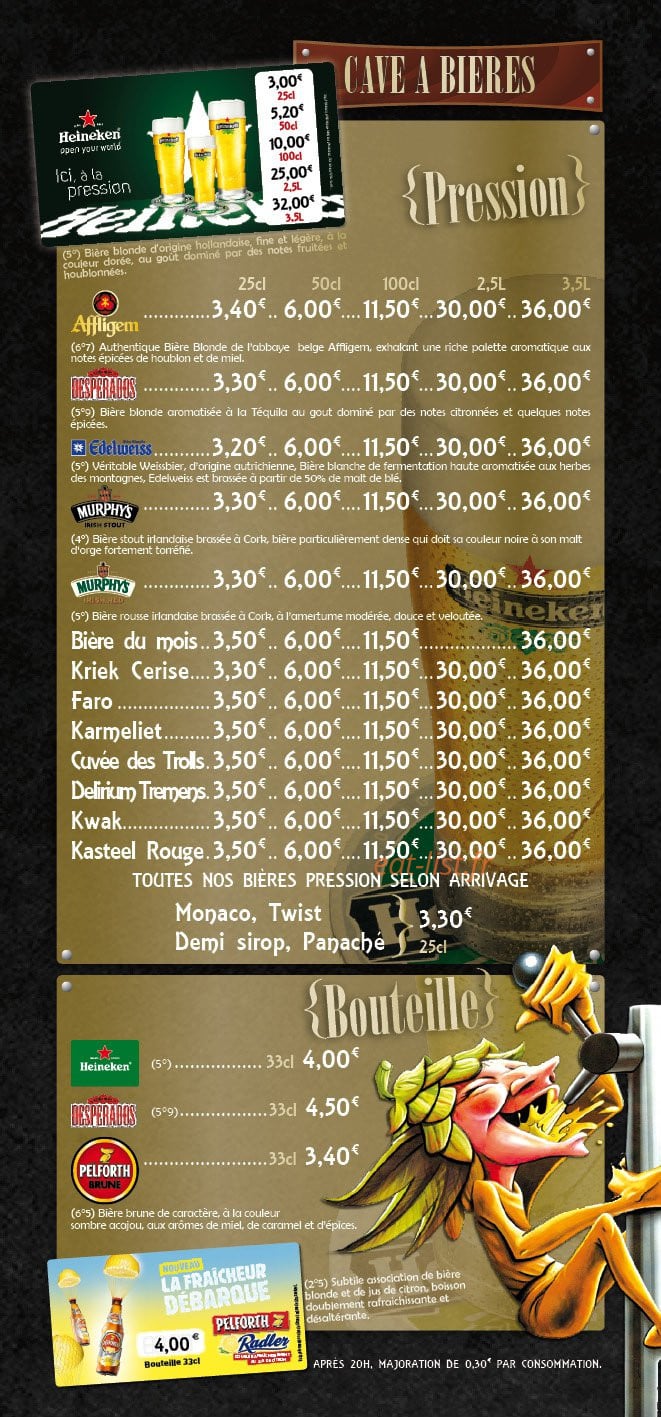 CAVE A BIERES
Heineken
open your world
Ici, à la
pression
3,00€
25cl
5,20€
50cl
10,00€
100cl
25,00€
2,5L
32,00€
3.5L
{Pression}
(5°) Bière blonde d'origine hollandaise, fine et légère, à la
couleur dorée, au goût dominé par des notes fruitées et
houblonnées.
25cl 50cl 100cl 2,5L 3,5L
Affligem ..............3,40€.. 6,00€....11,50€...30,00€.. 36,00€
(6°7) Authentique Bière Blonde de l'abbaye belge Affligem, exhalant une riche palette aromatique aux
notes épicées de houblon et de miel.
DESPERADOS ..............3,30€.. 6,00€....11,50€...30,00€.. 36,00€
(5°9) Bière blonde aromatisée à la Téquila au gout dominé par des notes citronnées et quelques notes
épicées.
Edelweiss..............3,20€.. 6,00€....11,50€...30,00€.. 36,00€
(5°) Véritable Weissbier, d'origine autrichienne, Bière blanche de fermentation haute aromatisée aux herbes
des montagnes, Edelweiss est brassée à partir de 50% de malt de blé.
MURPHY'S
IRISH STOUT
..............3,30€.. 6,00€....11,50€...30,00€.. 36,00€
(4°) Bière stout irlandaise brassée à Cork, bière particulièrement dense qui doit sa couleur noire à son malt
d'orge fortement torréfié.
MURPHY'S
IRISH RED
..............3,30€.. 6,00€....11,50€...30,00€.. 36,00€
(5°) Bière rousse irlandaise brassée à Cork, à l'amertume modérée, douce et veloutée.
Bière du mois..3,50€.. 6,00€....11,50€....................36,00€
Kriek Cerise....3,30€.. 6,00€....11,50€...30,00€.. 36,00€
Faro ..............3,50€.. 6,00€....11,50€...30,00€.. 36,00€
Karmeliet........3,50€.. 6,00€....11,50€...30,00€.. 36,00€
Cuvée des Trolls.3,50€.. 6,00€....11,50€...30,00€.. 36,00€
Delirium Tremens.3,50€.. 6,00€....11,50€...30,00€.. 36,00€
Kwak..............3,50€.. 6,00€....11,50€...30,00€.. 36,00€
Kasteel Rouge.3,50€.. 6,00€....11,50€...30,00€.. 36,00€
eat-list.fr
TOUTES NOS BIÈRES PRESSION SELON ARRIVAGE
Monaco, Twist
Demi sirop, Panaché } 3,30€
25cl
{Bouteille}
Heineken (5°).................. 33cl 4,00€
DESPERADOS (5°9)...................33cl 4,50€
PELFORTH
BRUNE
.....................33cl 3,40€
(6°5) Bière brune de caractère, à la couleur
sombre acajou, aux arômes de miel, de caramel et d'épices.
NOUVEAU
LA FRAÎCHEUR
DÉBARQUE
4,00€
Bouteille 33cl
PELFORTH
Radler
(2°5) Subtile association de bière
blonde et de jus de citron, boisson
doublement rafraichissante et
désaltérante.
APRÈS 20H, MAJORATION DE 0,30€ PAR CONSOMMATION.